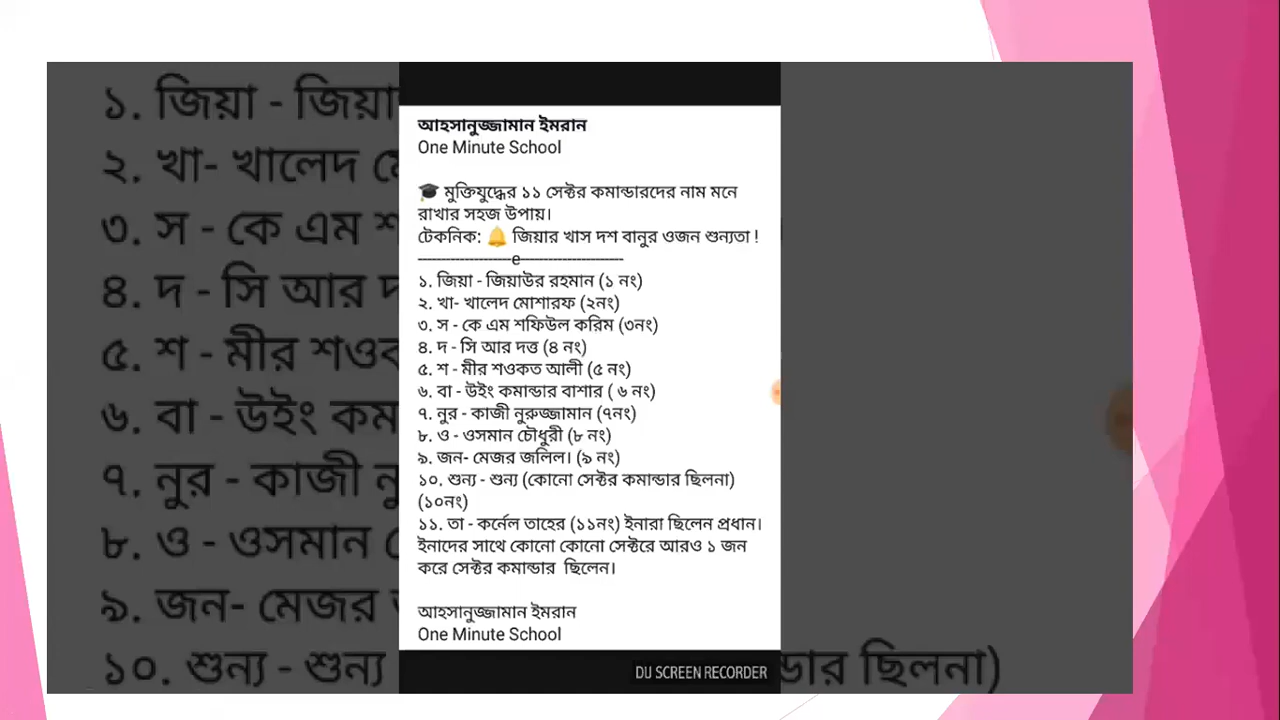 আহসানুজ্জামান ইমরান
One Minute School
🎓 মুক্তিযুদ্ধের ১১ সেক্টর কমান্ডারদের নাম মনে
রাখার সহজ উপায়।
টেকনিক: 🔔 জিয়ার খাস দশ বানুর ওজন শুন্যতা !
--------------------e----------------------
১. জিয়া - জিয়াউর রহমান (১ নং)
২. খা- খালেদ মোশারফ (২নং)
৩. স - কে এম শফিউল করিম (৩নং)
৪. দ - সি আর দত্ত (৪ নং)
৫. শ - মীর শওকত আলী (৫ নং)
৬. বা - উইং কমান্ডার বাশার ( ৬ নং)
৭. নুর - কাজী নুরুজ্জামান (৭নং)
৮. ও - ওসমান চৌধুরী (৮ নং)
৯. জন- মেজর জলিল। (৯ নং)
১০. শুন্য - শুন্য (কোনো সেক্টর কমান্ডার ছিলনা)
(১০নং)
১১. তা - কর্নেল তাহের (১১নং) ইনারা ছিলেন প্রধান।
ইনাদের সাথে কোনো কোনো সেক্টরে আরও ১ জন
করে সেক্টর কমান্ডার ছিলেন।
আহসানুজ্জামান ইমরান
One Minute School
DU SCREEN RECORDER
১. জিয়া - জিয়া
২. খা- খালেদ
৩. স - কে এম
৪. দ - সি আর
৫. শ - মীর
৬. বা - উইং
৭. নুর - কাজী
৮. ও - ওসমান
৯. জন- মেজর
১০. শুন্য - শুন্য
ছিলনা)